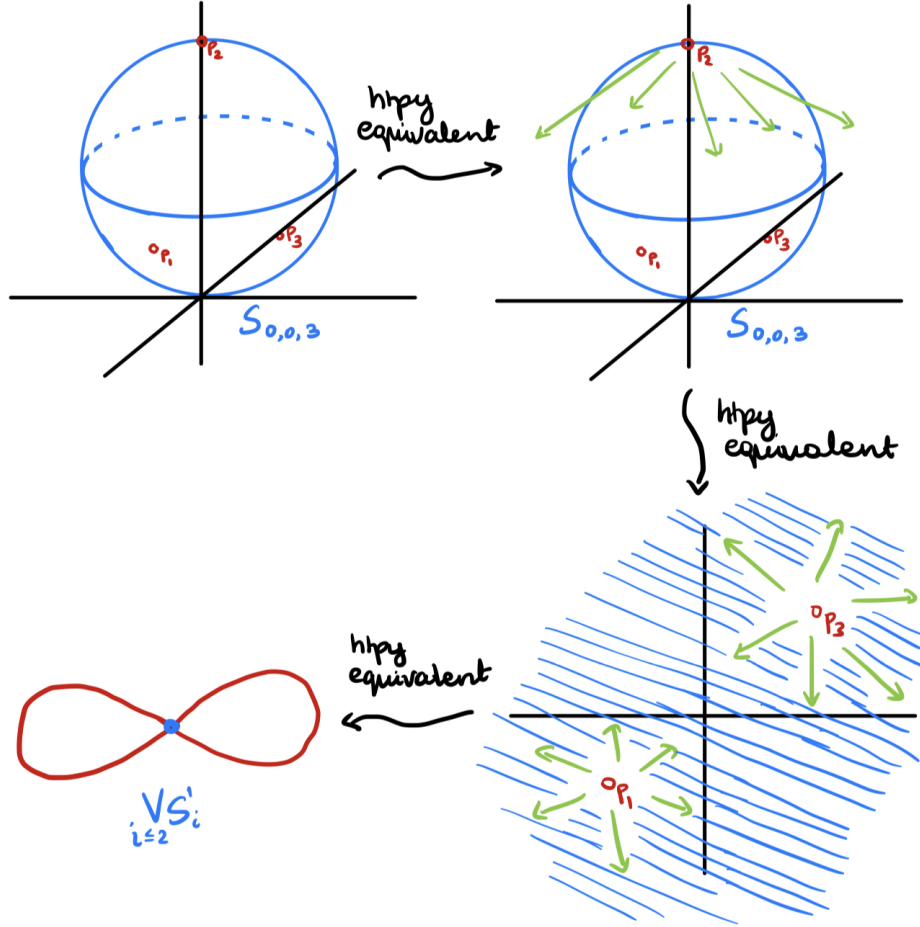 P₂
htpy
equivalent
P₁
P₃
S₀,₀,₃
P₂
P₁
P₃
S₀,₀,₃
htpy
equivalent
P₃
htpy
equivalent
P₁
⋁S¹ᵢ
i≤2